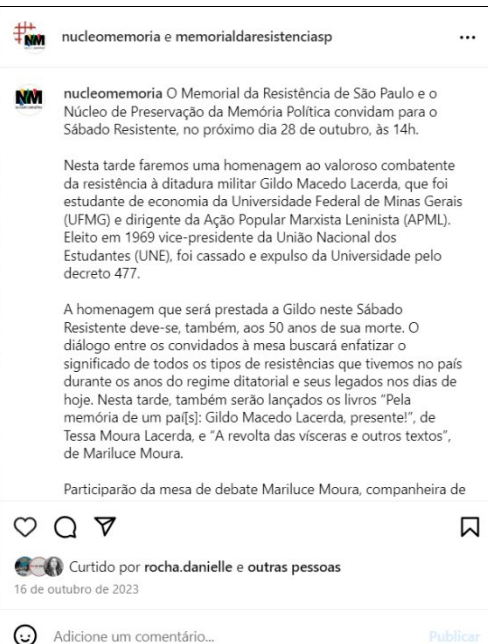 nucleomemoria e memorialdaresistenciasp
NM
nucleomemoria O Memorial da Resistência de São Paulo e o
Núcleo de Preservação da Memória Política convidam para o
Sábado Resistente, no próximo dia 28 de outubro, às 14h.
Nesta tarde faremos uma homenagem ao valoroso combatente
da resistência à ditadura militar Gildo Macedo Lacerda, que foi
estudante de economia da Universidade Federal de Minas Gerais
(UFMG) e dirigente da Ação Popular Marxista Leninista (APML).
Eleito em 1969 vice-presidente da União Nacional dos
Estudantes (UNE), foi cassado e expulso da Universidade pelo
decreto 477.
A homenagem que será prestada a Gildo neste Sábado
Resistente deve-se, também, aos 50 anos de sua morte. O
diálogo entre os convidados à mesa buscará enfatizar o
significado de todos os tipos de resistências que tivemos no país
durante os anos do regime ditatorial e seus legados nos dias de
hoje. Nesta tarde, também serão lançados os livros "Pela
memória de um paí[s]: Gildo Macedo Lacerda, presente!", de
Tessa Moura Lacerda, e "A revolta das vísceras e outros textos",
de Mariluce Moura.
Participarão da mesa de debate Mariluce Moura, companheira de
Curtido por rocha.danielle e outras pessoas
16 de outubro de 2023
Adicione um comentário...
Publicar